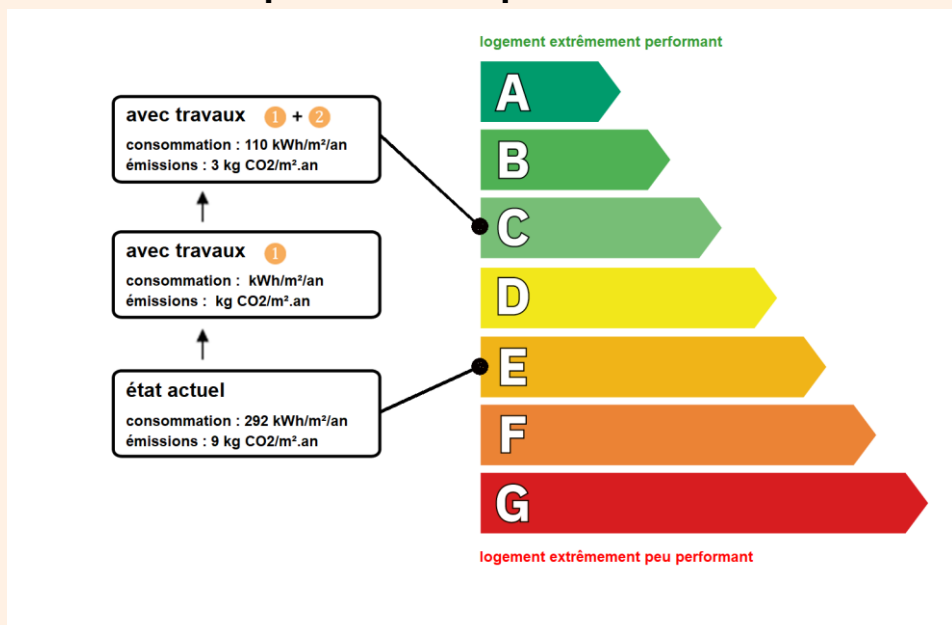 logement extrêmement performant
avec travaux 1 + 2
consommation : 110 kWh/m²/an
émissions : 3 kg CO2/m².an
avec travaux 1
consommation :  kWh/m²/an
émissions :  kg CO2/m².an
état actuel
consommation : 292 kWh/m²/an
émissions : 9 kg CO2/m².an
A
B
C
D
E
F
G
logement extrêmement peu performant